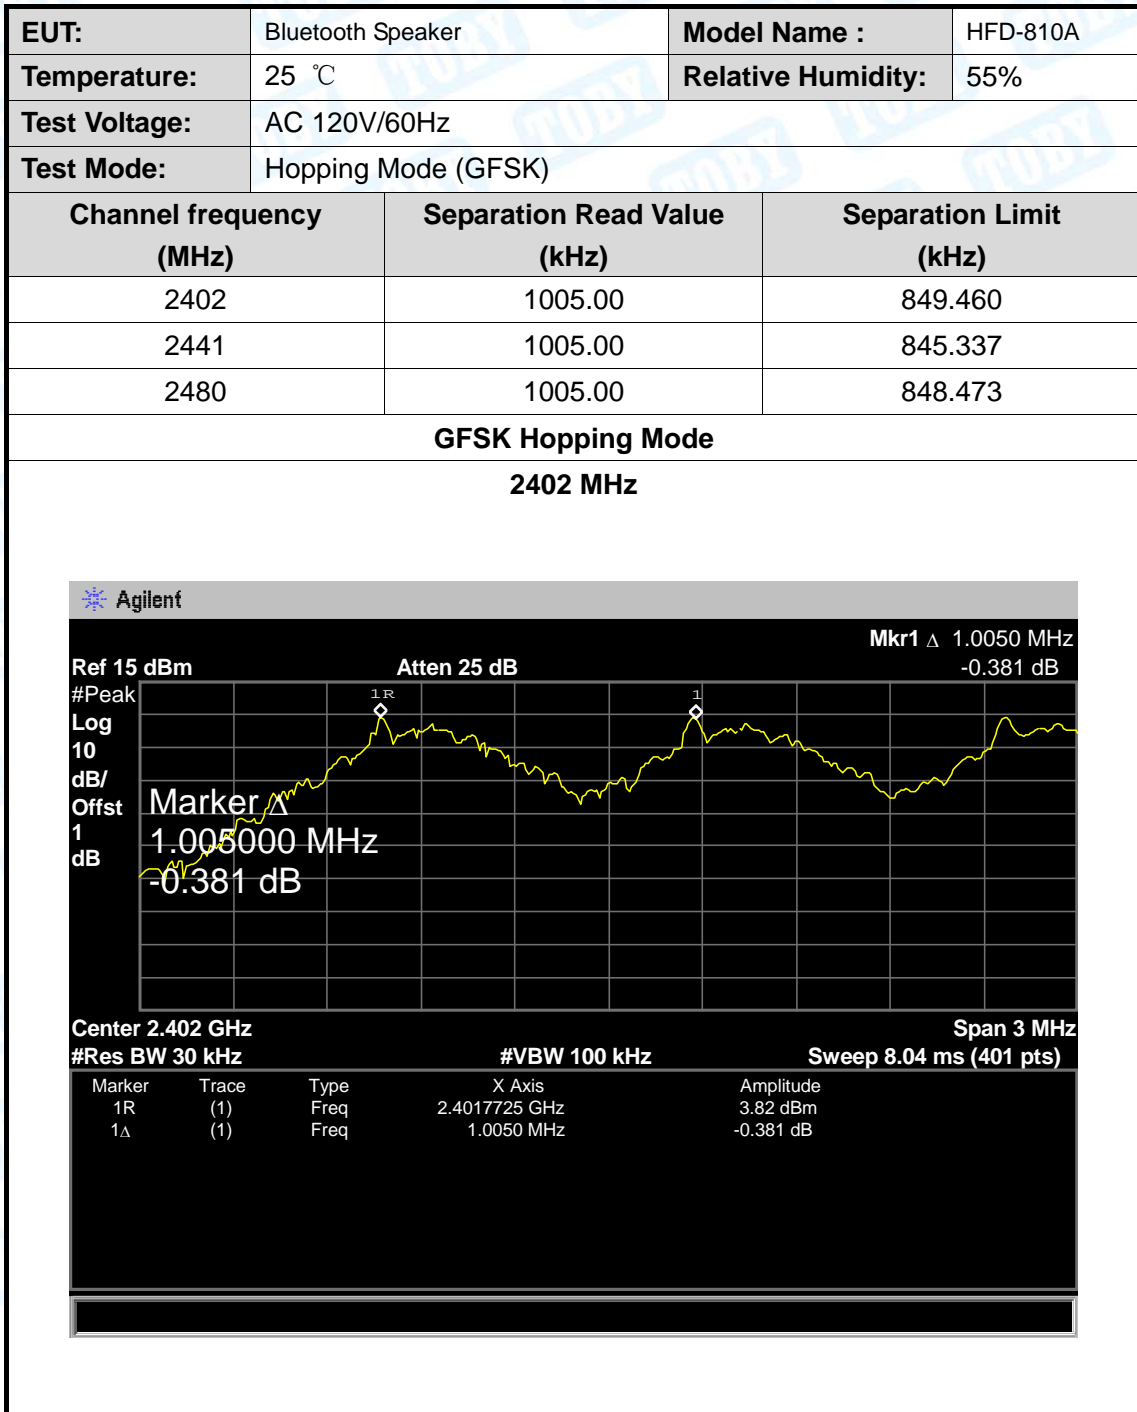 EUT: Bluetooth Speaker Model Name : HFD-810A
Temperature: 25 ℃ Relative Humidity: 55%
Test Voltage: AC 120V/60Hz
Test Mode: Hopping Mode (GFSK)
Channel frequency Separation Read Value Separation Limit
(MHz) (kHz) (kHz)
2402 1005.00 849.460
2441 1005.00 845.337
2480 1005.00 848.473
GFSK Hopping Mode
2402 MHz
Agilent
Mkr1 Δ 1.0050 MHz
Ref 15 dBm Atten 25 dB -0.381 dB
#Peak
Log
10
dB/
Offst
1
dB
1R 1
Marker Δ
1.005000 MHz
-0.381 dB
Center 2.402 GHz Span 3 MHz
#Res BW 30 kHz #VBW 100 kHz Sweep 8.04 ms (401 pts)
Marker Trace Type X Axis Amplitude
1R (1) Freq 2.4017725 GHz 3.82 dBm
1Δ (1) Freq 1.0050 MHz -0.381 dB
TOBY